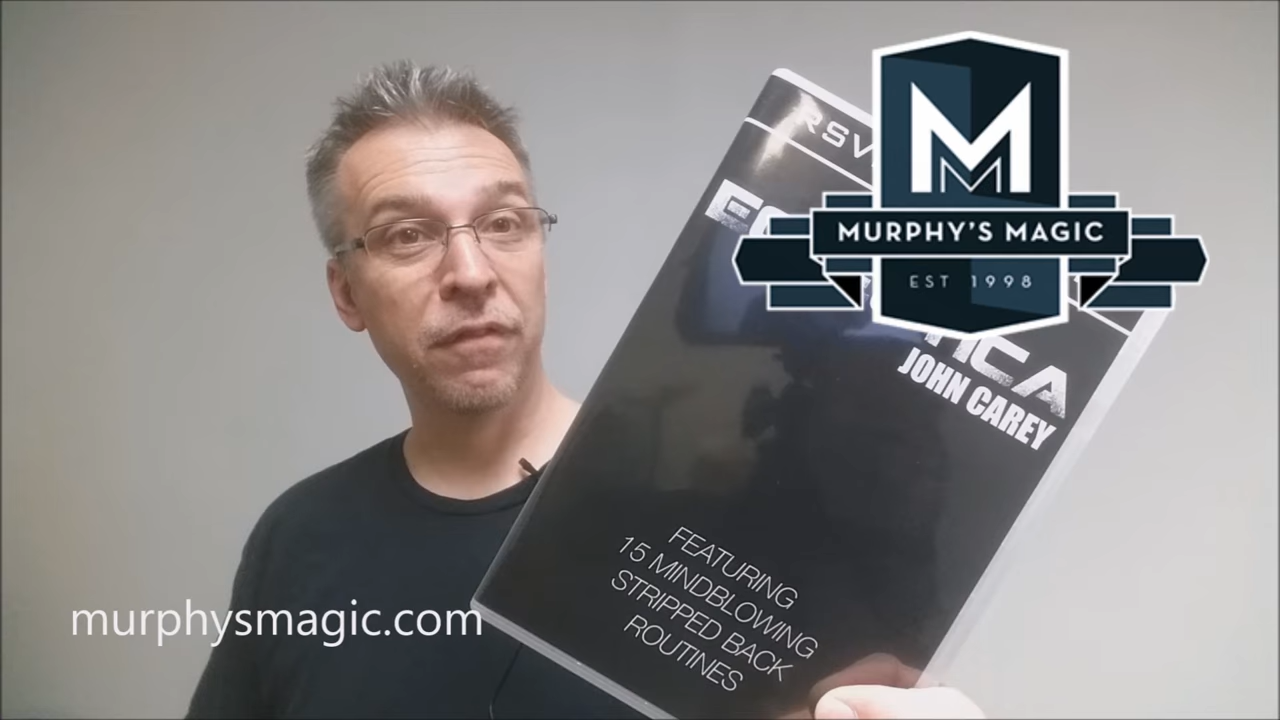 M
M
MURPHY'S MAGIC
EST 1998
JOHN CAREY
FEATURING
15 MINDBLOWING
STRIPPED BACK
ROUTINES
murphysmagic.com